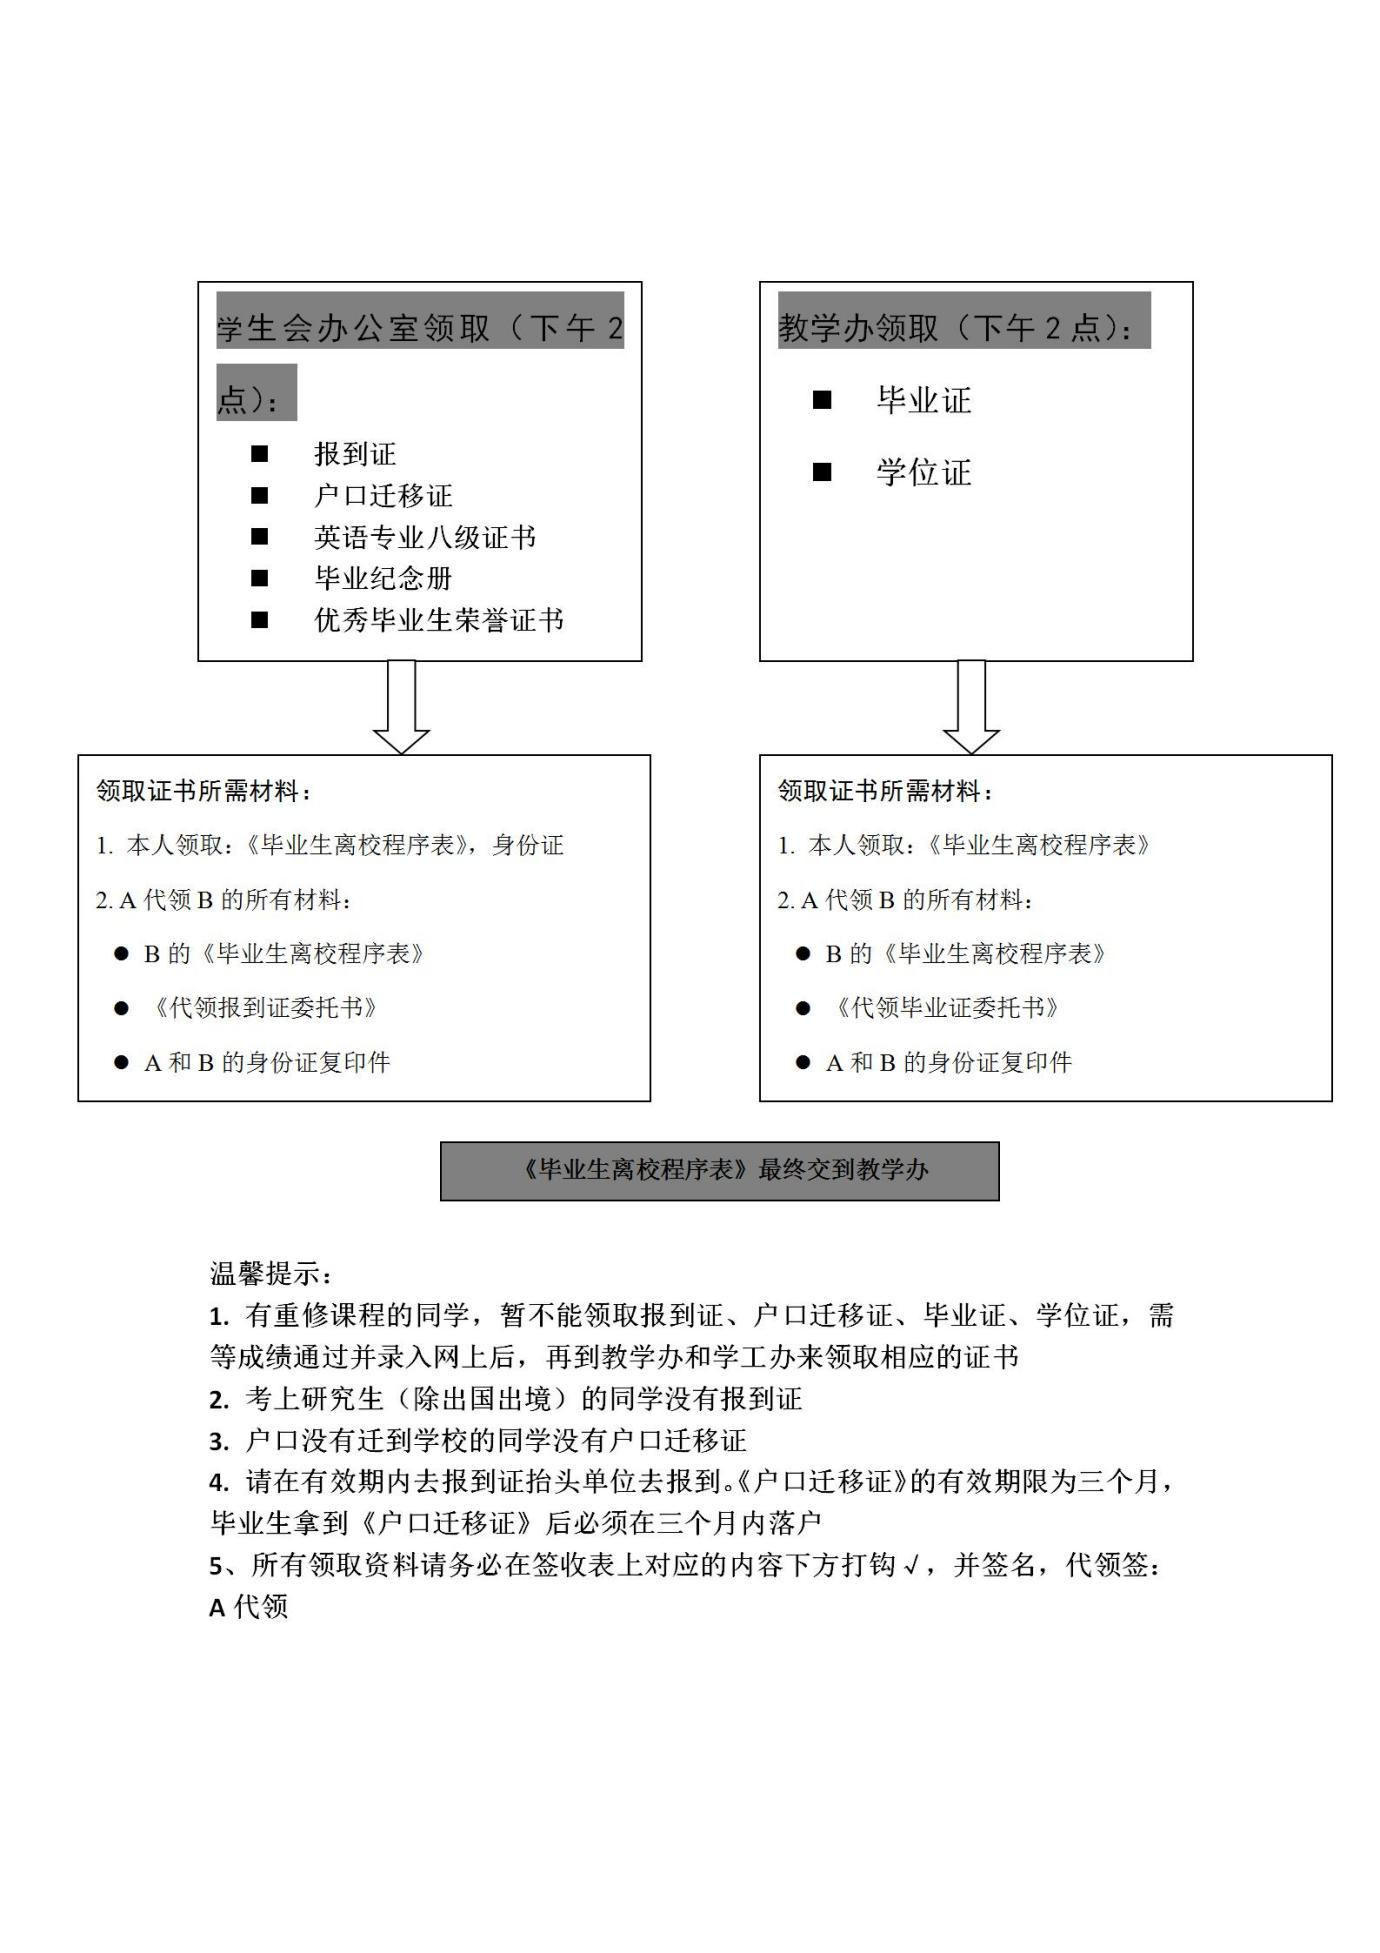 学生会办公室领取（下午 2
点）：
■ 报到证
■ 户口迁移证
■ 英语专业八级证书
■ 毕业纪念册
■ 优秀毕业生荣誉证书
教学办领取（下午 2 点）：
■ 毕业证
■ 学位证
领取证书所需材料：
1. 本人领取：《毕业生离校程序表》，身份证
2. A 代领 B 的所有材料：
● B 的《毕业生离校程序表》
● 《代领报到证委托书》
● A 和 B 的身份证复印件
领取证书所需材料：
1. 本人领取：《毕业生离校程序表》
2. A 代领 B 的所有材料：
● B 的《毕业生离校程序表》
● 《代领毕业证委托书》
● A 和 B 的身份证复印件
《毕业生离校程序表》最终交到教学办
温馨提示：
1. 有重修课程的同学，暂不能领取报到证、户口迁移证、毕业证、学位证，需
等成绩通过并录入网上后，再到教学办和学工办来领取相应的证书
2. 考上研究生（除出国出境）的同学没有报到证
3. 户口没有迁到学校的同学没有户口迁移证
4. 请在有效期内去报到证抬头单位去报到。《户口迁移证》的有效期限为三个月，
毕业生拿到《户口迁移证》后必须在三个月内落户
5、所有领取资料请务必在签收表上对应的内容下方打钩√，并签名，代领签：
A 代领